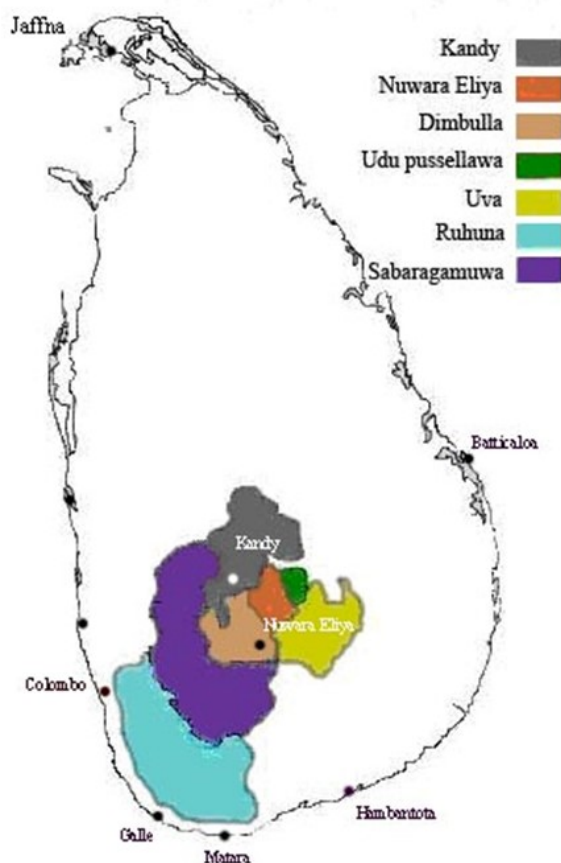 Jaffna
Kandy
Nuwara Eliya
Dimbulla
Udu pussellawa
Uva
Ruhuna
Sabaragamuwa
Batticaloa
Kandy
Nuwara Eliya
Colombo
Hambantota
Galle
Matara